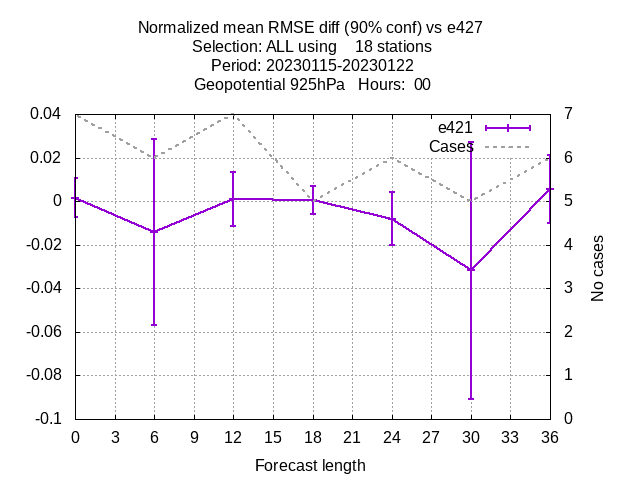 Normalized mean RMSE diff (90% conf) vs e427
Selection: ALL using    18 stations
Period: 20230115-20230122
Geopotential 925hPa   Hours:  00
0.04
0.02
0
-0.02
-0.04
-0.06
-0.08
-0.1
e421
Cases
7
6
5
4
3
2
1
0
No cases
0 3 6 9 12 15 18 21 24 27 30 33 36
Forecast length